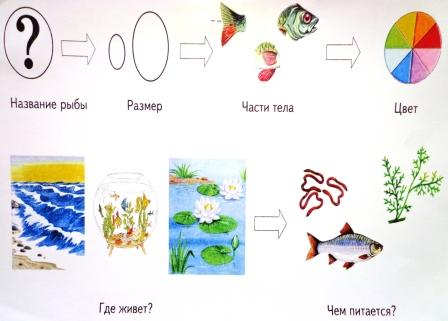 ?
Название рыбы
Размер
Части тела
Цвет
Где живет?
Чем питается?